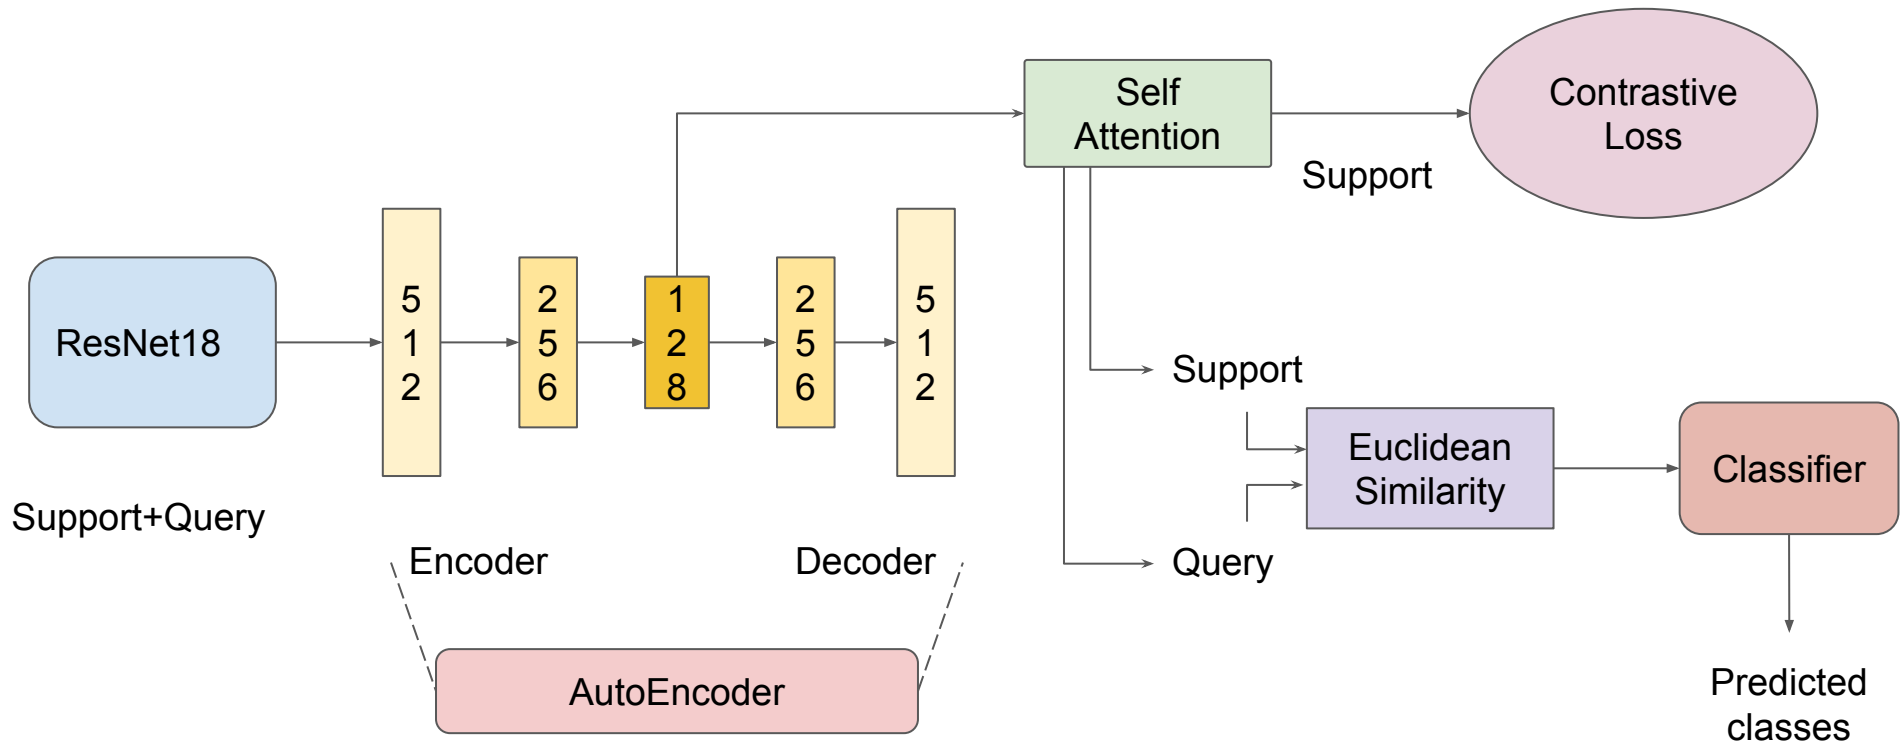 Self
Attention
Contrastive
Loss
Support
ResNet18
5
1
2
2
5
6
1
2
8
2
5
6
5
1
2
Support
Euclidean
Similarity
Classifier
Support+Query
Encoder
Decoder
Query
AutoEncoder
Predicted
classes